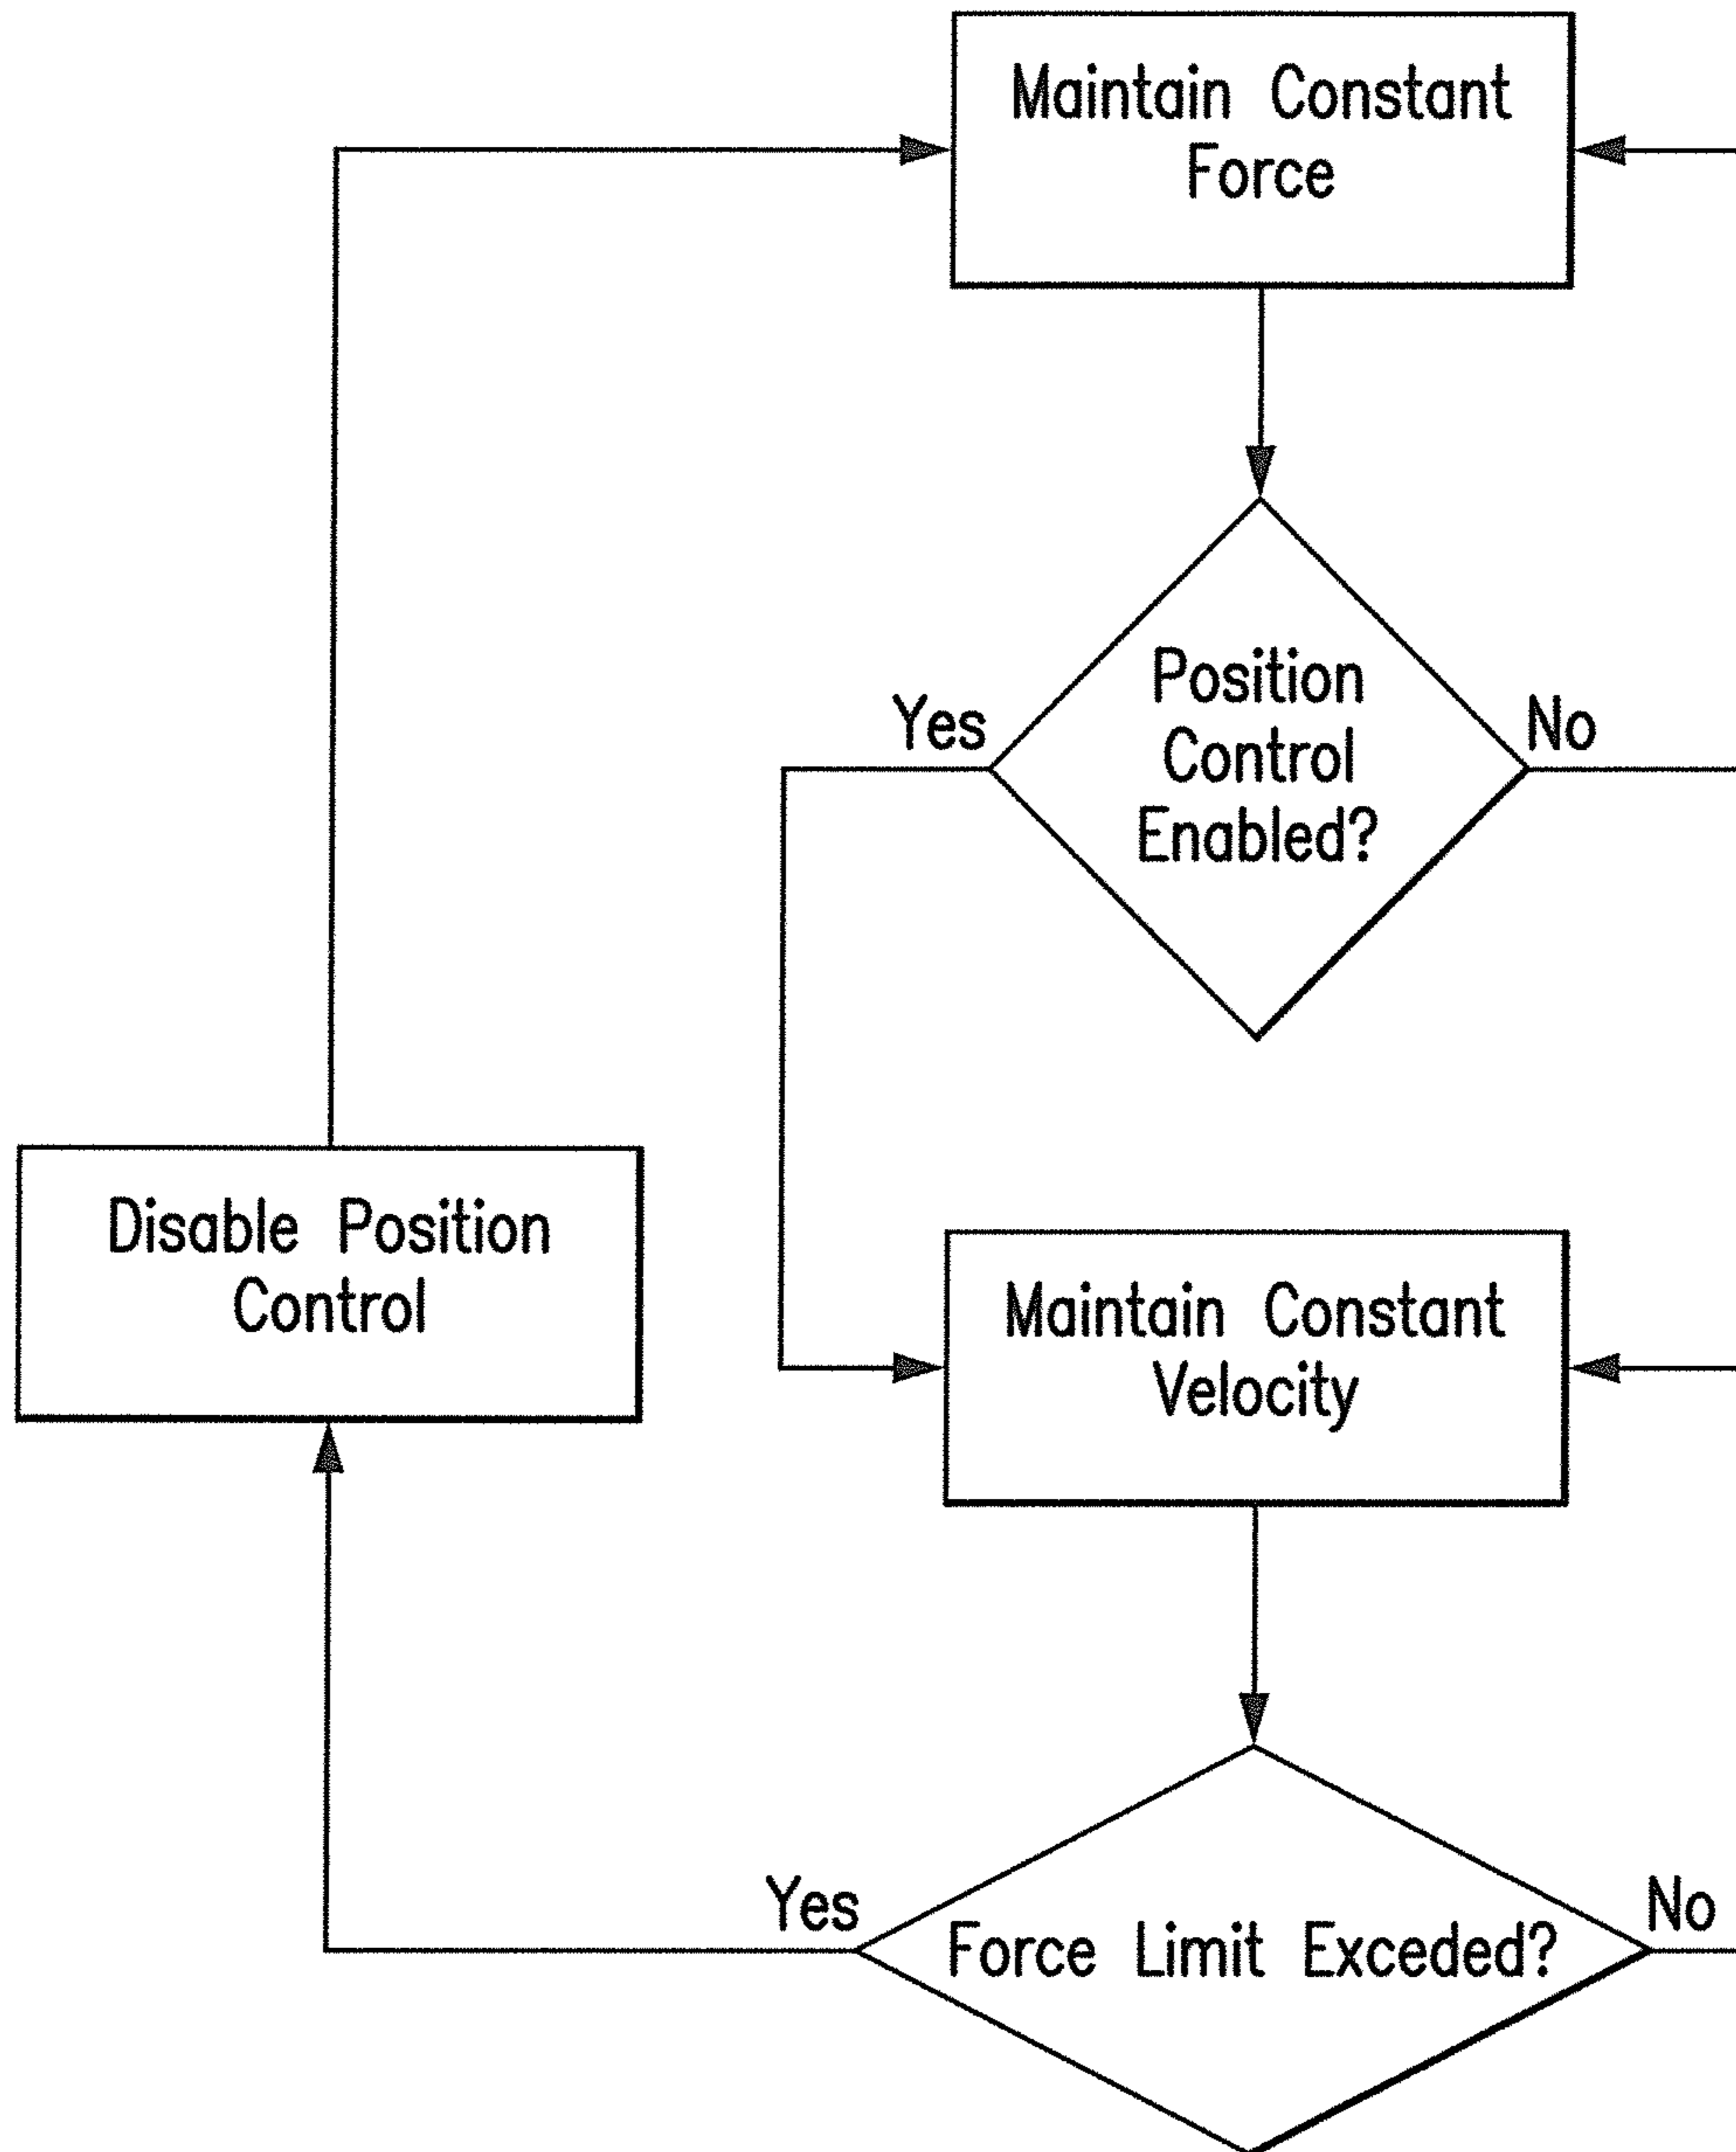 Maintain Constant
Force
Position
Control
Enabled?
Yes
No
Disable Position
Control
Maintain Constant
Velocity
Yes
Force Limit Exceded?
No